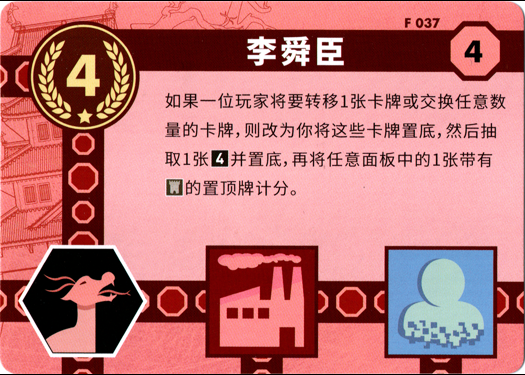 F 037
4
李舜臣
4
如果一位玩家将要转移1张卡牌或交换任意数
量的卡牌,则改为你将这些卡牌置底,然后抽
取1张4并置底,再将任意面板中的1张带有
的置顶牌计分。